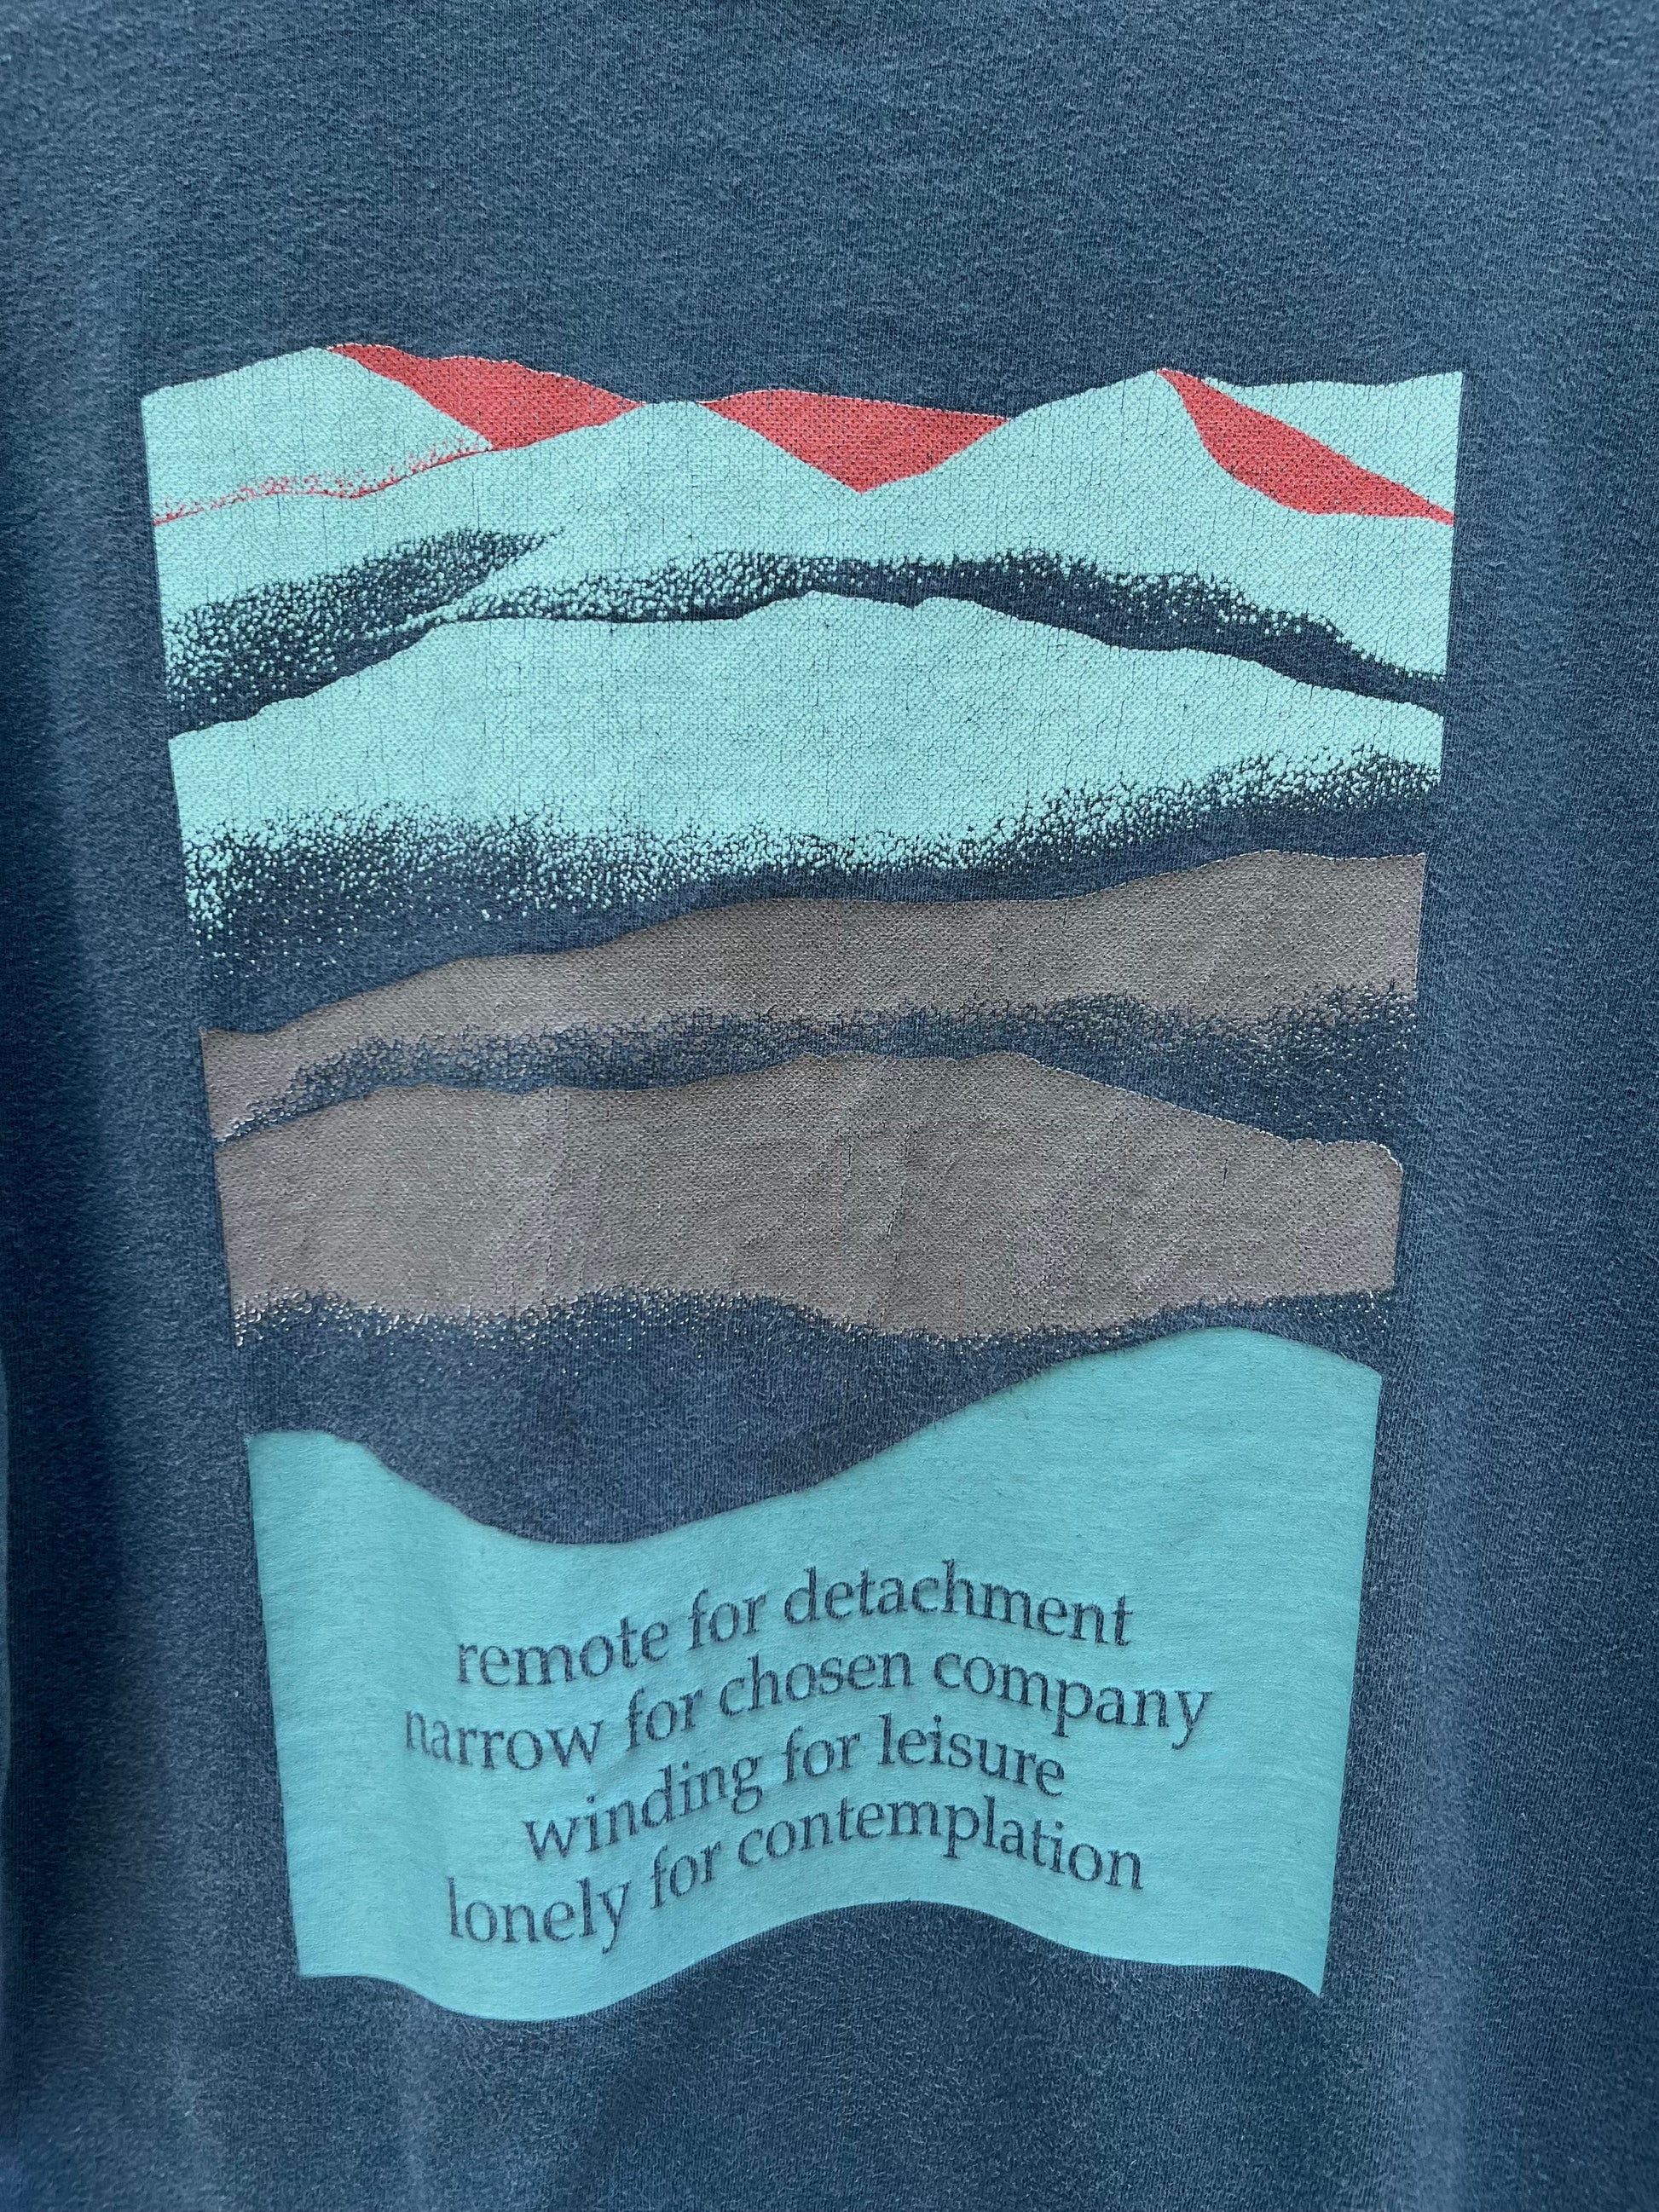 remote for detachment
narrow for chosen company
winding for leisure
lonely for contemplation